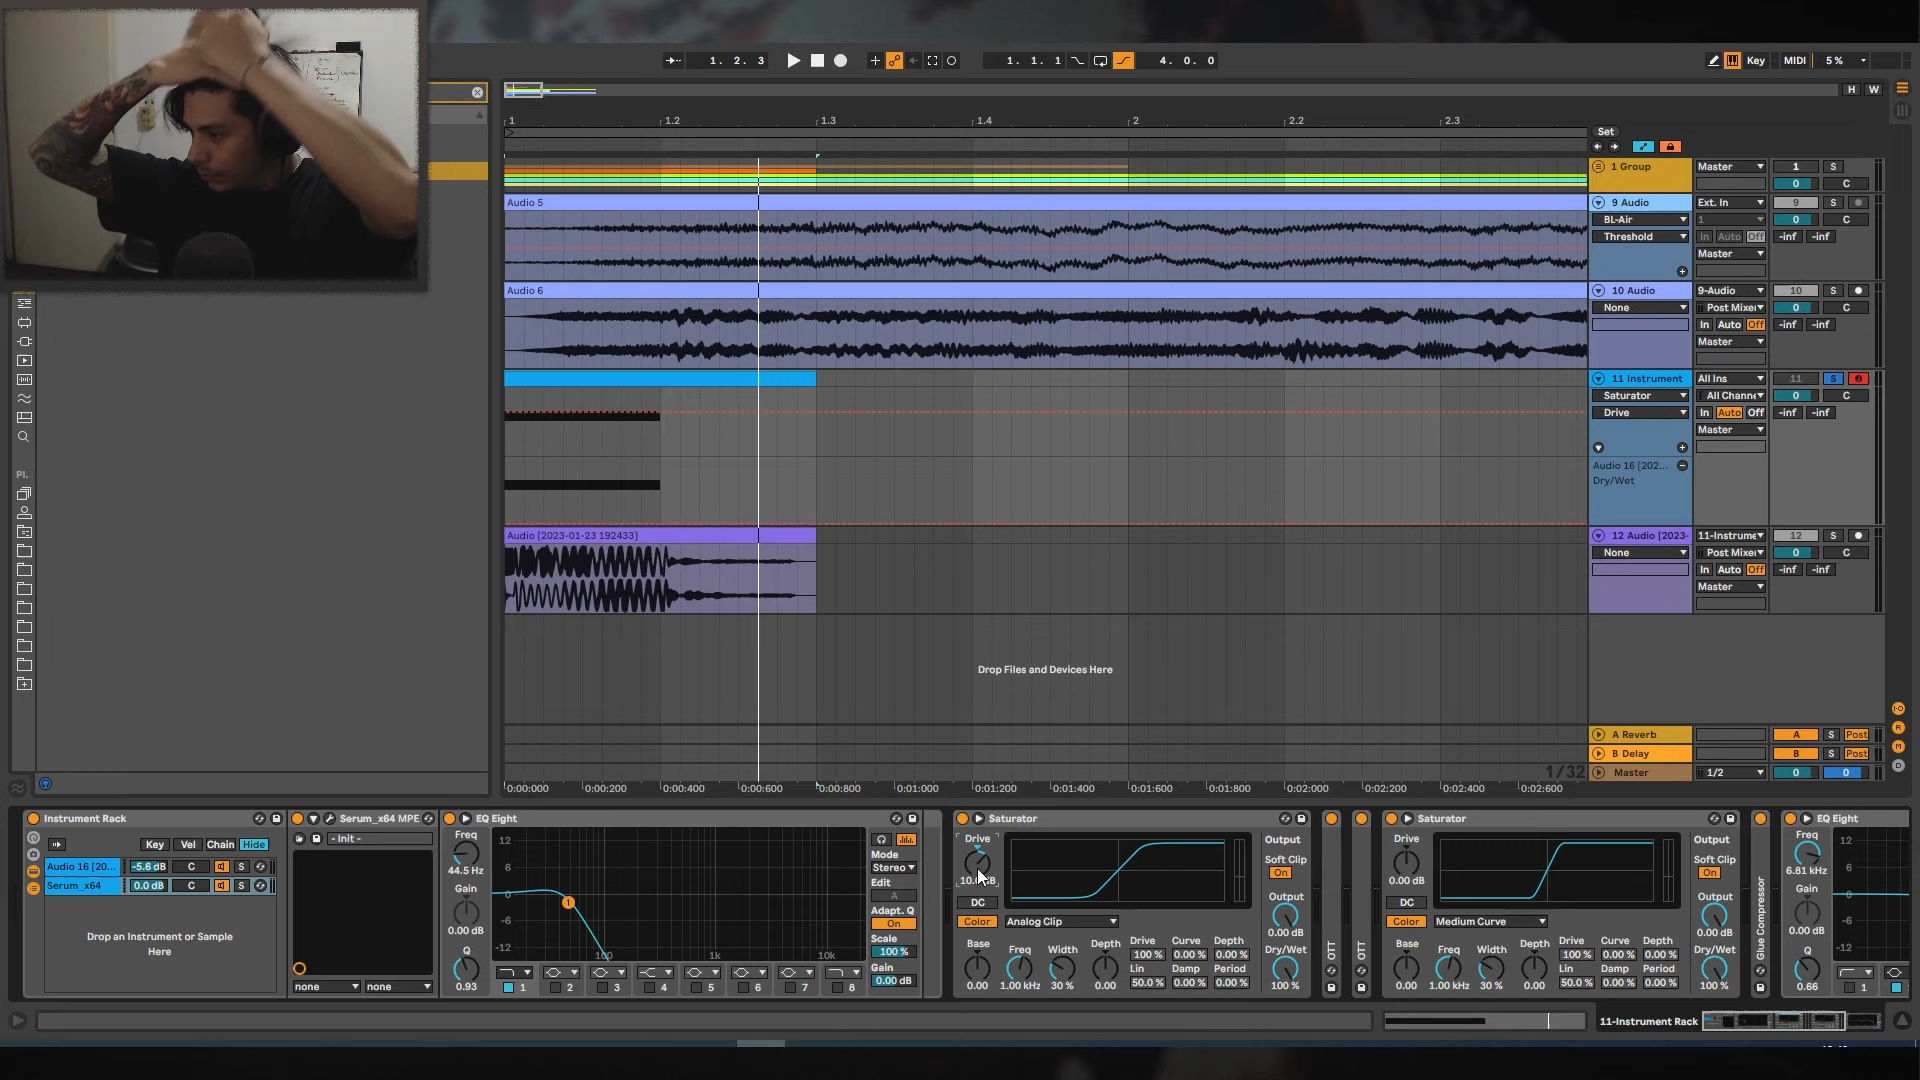 1. 2. 3
1. 1. 1
4. 0. 0
Key
MIDI
5 %
H
W
1
1.2
1.3
1.4
2
2.2
2.3
Set
1 Group
Master
1
S
0
C
Audio 5
9 Audio
Ext. In
9
S
BL-Air
1
0
C
Threshold
In
Auto
Off
-inf
-inf
Master
Audio 6
10 Audio
9-Audio
10
S
None
Post Mixe
0
C
In
Auto
Off
-inf
-inf
Master
11 Instrument
All Ins
11
S
Saturator
All Channe
0
C
Drive
In
Auto
Off
-inf
-inf
Master
Audio 16 [202...
Dry/Wet
Audio [2023-01-23 192433]
12 Audio [2023-
11-Instrume
12
S
None
Post Mixe
0
C
In
Auto
Off
-inf
-inf
Master
PL.
Drop Files and Devices Here
A Reverb
A
S
Post
B Delay
B
S
Post
1/32
Master
1/2
0
0
0:00:000
0:00:200
0:00:400
0:00:600
0:00:800
0:01:000
0:01:200
0:01:400
0:01:600
0:01:800
0:02:000
0:02:200
0:02:400
0:02:600
Instrument Rack
Key
Vel
Chain
Hide
Audio 16 [20...
-5.6 dB
C
S
Serum_x64
0.0 dB
C
S
Drop an Instrument or Sample
Here
Serum_x64 MPE
- Init -
none
none
EQ Eight
Freq
44.5 Hz
Gain
0.00 dB
Q
0.93
12
6
0
-6
-12
1
100
1k
10k
1
2
3
4
5
6
7
8
Mode
Stereo
Edit
A
Adapt. Q
On
Scale
100 %
Gain
0.00 dB
Saturator
Drive
DC
Color
Analog Clip
Output
Soft Clip
On
Output
0.00 dB
Base
Freq
Width
Depth
0.00
1.00 kHz
30 %
0.00
Drive
Curve
Depth
100 %
0.00 %
0.00 %
Lin
Damp
Period
50.0 %
0.00 %
0.00 %
Dry/Wet
100 %
OTT
OTT
Saturator
Drive
0.00 dB
DC
Color
Medium Curve
Output
Soft Clip
On
Output
0.00 dB
Base
Freq
Width
Depth
0.00
1.00 kHz
30 %
0.00
Drive
Curve
Depth
100 %
0.00 %
0.00 %
Lin
Damp
Period
50.0 %
0.00 %
0.00 %
Dry/Wet
100 %
Glue Compressor
EQ Eight
Freq
6.81 kHz
Gain
0.00 dB
Q
0.66
12
6
0
-6
-12
1
11-Instrument Rack